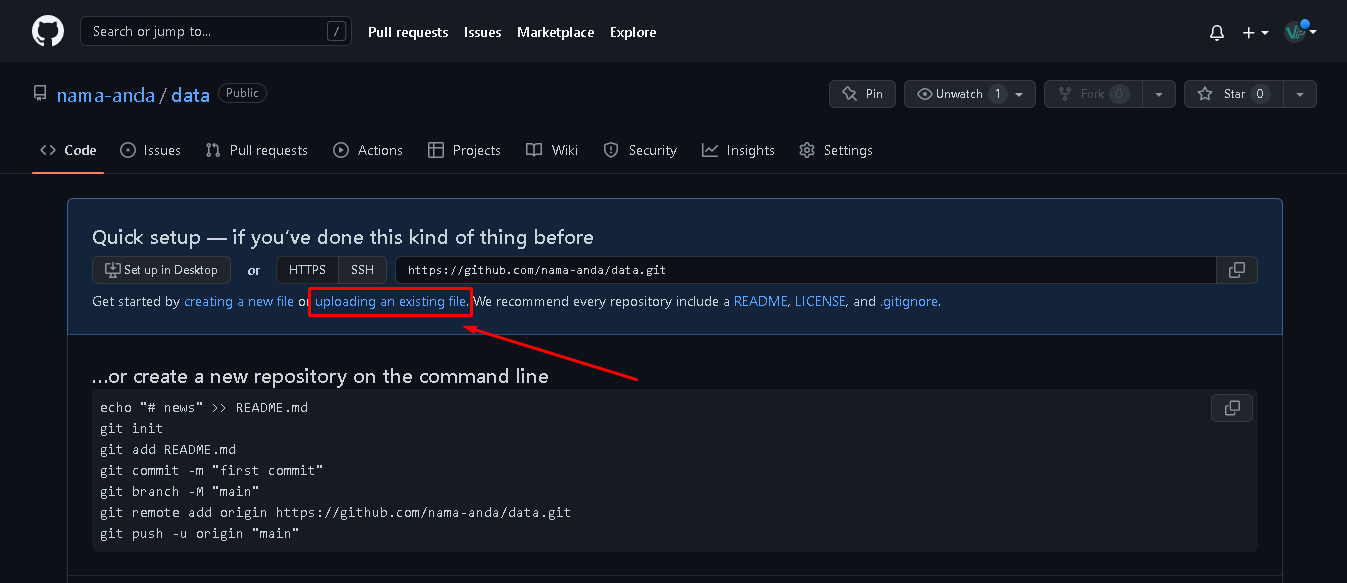 Search or jump to... /
Pull requests Issues Marketplace Explore
nama-anda / data Public
Pin Unwatch 1 Fork 0 Star 0
Code Issues Pull requests Actions Projects Wiki Security Insights Settings
Quick setup — if you've done this kind of thing before
Set up in Desktop or HTTPS SSH https://github.com/nama-anda/data.git
Get started by creating a new file or uploading an existing file. We recommend every repository include a README, LICENSE, and .gitignore.
...or create a new repository on the command line
echo "# news" >> README.md
git init
git add README.md
git commit -m "first commit"
git branch -M "main"
git remote add origin https://github.com/nama-anda/data.git
git push -u origin "main"